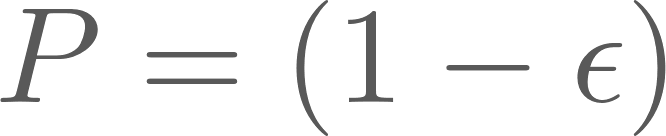 P = (1 − ϵ)